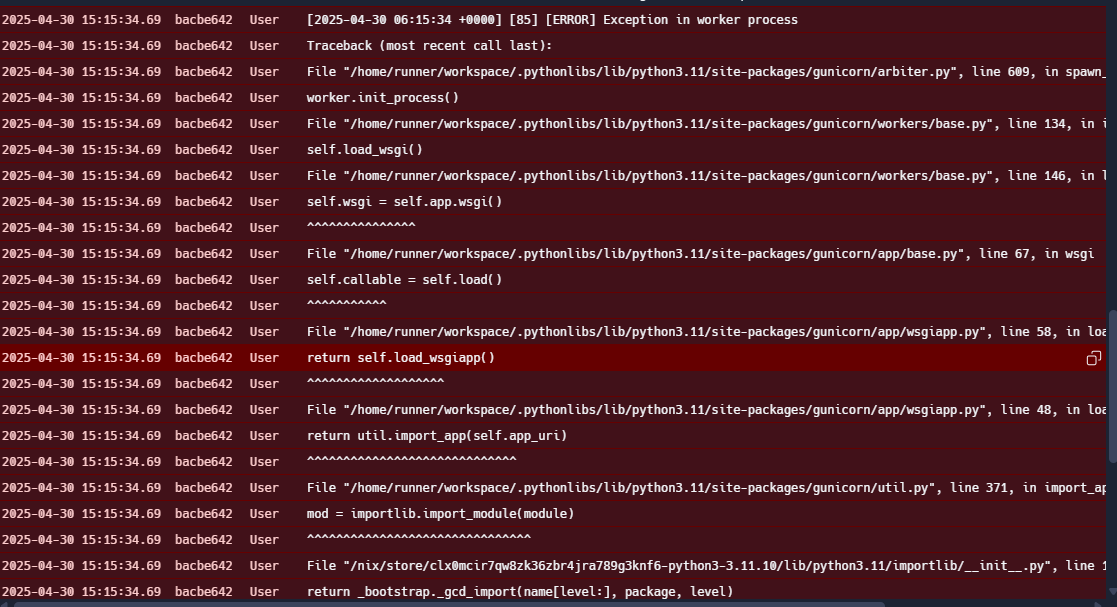 2025-04-30 15:15:34.69 bacbe642 User [2025-04-30 06:15:34 +0000] [85] [ERROR] Exception in worker process
2025-04-30 15:15:34.69 bacbe642 User Traceback (most recent call last):
2025-04-30 15:15:34.69 bacbe642 User File "/home/runner/workspace/.pythonlibs/lib/python3.11/site-packages/gunicorn/arbiter.py", line 609, in spawn_
2025-04-30 15:15:34.69 bacbe642 User worker.init_process()
2025-04-30 15:15:34.69 bacbe642 User File "/home/runner/workspace/.pythonlibs/lib/python3.11/site-packages/gunicorn/workers/base.py", line 134, in i
2025-04-30 15:15:34.69 bacbe642 User self.load_wsgi()
2025-04-30 15:15:34.69 bacbe642 User File "/home/runner/workspace/.pythonlibs/lib/python3.11/site-packages/gunicorn/workers/base.py", line 146, in l
2025-04-30 15:15:34.69 bacbe642 User self.wsgi = self.app.wsgi()
2025-04-30 15:15:34.69 bacbe642 User ^^^^^^^^^^^^^^^
2025-04-30 15:15:34.69 bacbe642 User File "/home/runner/workspace/.pythonlibs/lib/python3.11/site-packages/gunicorn/app/base.py", line 67, in wsgi
2025-04-30 15:15:34.69 bacbe642 User self.callable = self.load()
2025-04-30 15:15:34.69 bacbe642 User ^^^^^^^^^^^
2025-04-30 15:15:34.69 bacbe642 User File "/home/runner/workspace/.pythonlibs/lib/python3.11/site-packages/gunicorn/app/wsgiapp.py", line 58, in loa
2025-04-30 15:15:34.69 bacbe642 User return self.load_wsgiapp()
2025-04-30 15:15:34.69 bacbe642 User ^^^^^^^^^^^^^^^^^^^
2025-04-30 15:15:34.69 bacbe642 User File "/home/runner/workspace/.pythonlibs/lib/python3.11/site-packages/gunicorn/app/wsgiapp.py", line 48, in loa
2025-04-30 15:15:34.69 bacbe642 User return util.import_app(self.app_uri)
2025-04-30 15:15:34.69 bacbe642 User ^^^^^^^^^^^^^^^^^^^^^^^^^^^^^
2025-04-30 15:15:34.69 bacbe642 User File "/home/runner/workspace/.pythonlibs/lib/python3.11/site-packages/gunicorn/util.py", line 371, in import_ap
2025-04-30 15:15:34.69 bacbe642 User mod = importlib.import_module(module)
2025-04-30 15:15:34.69 bacbe642 User ^^^^^^^^^^^^^^^^^^^^^^^^^^^^^^^
2025-04-30 15:15:34.69 bacbe642 User File "/nix/store/clx0mcir7qw8zk36zbr4jra789g3knf6-python3-3.11.10/lib/python3.11/importlib/__init__.py", line 1
2025-04-30 15:15:34.69 bacbe642 User return _bootstrap._gcd_import(name[level:], package, level)